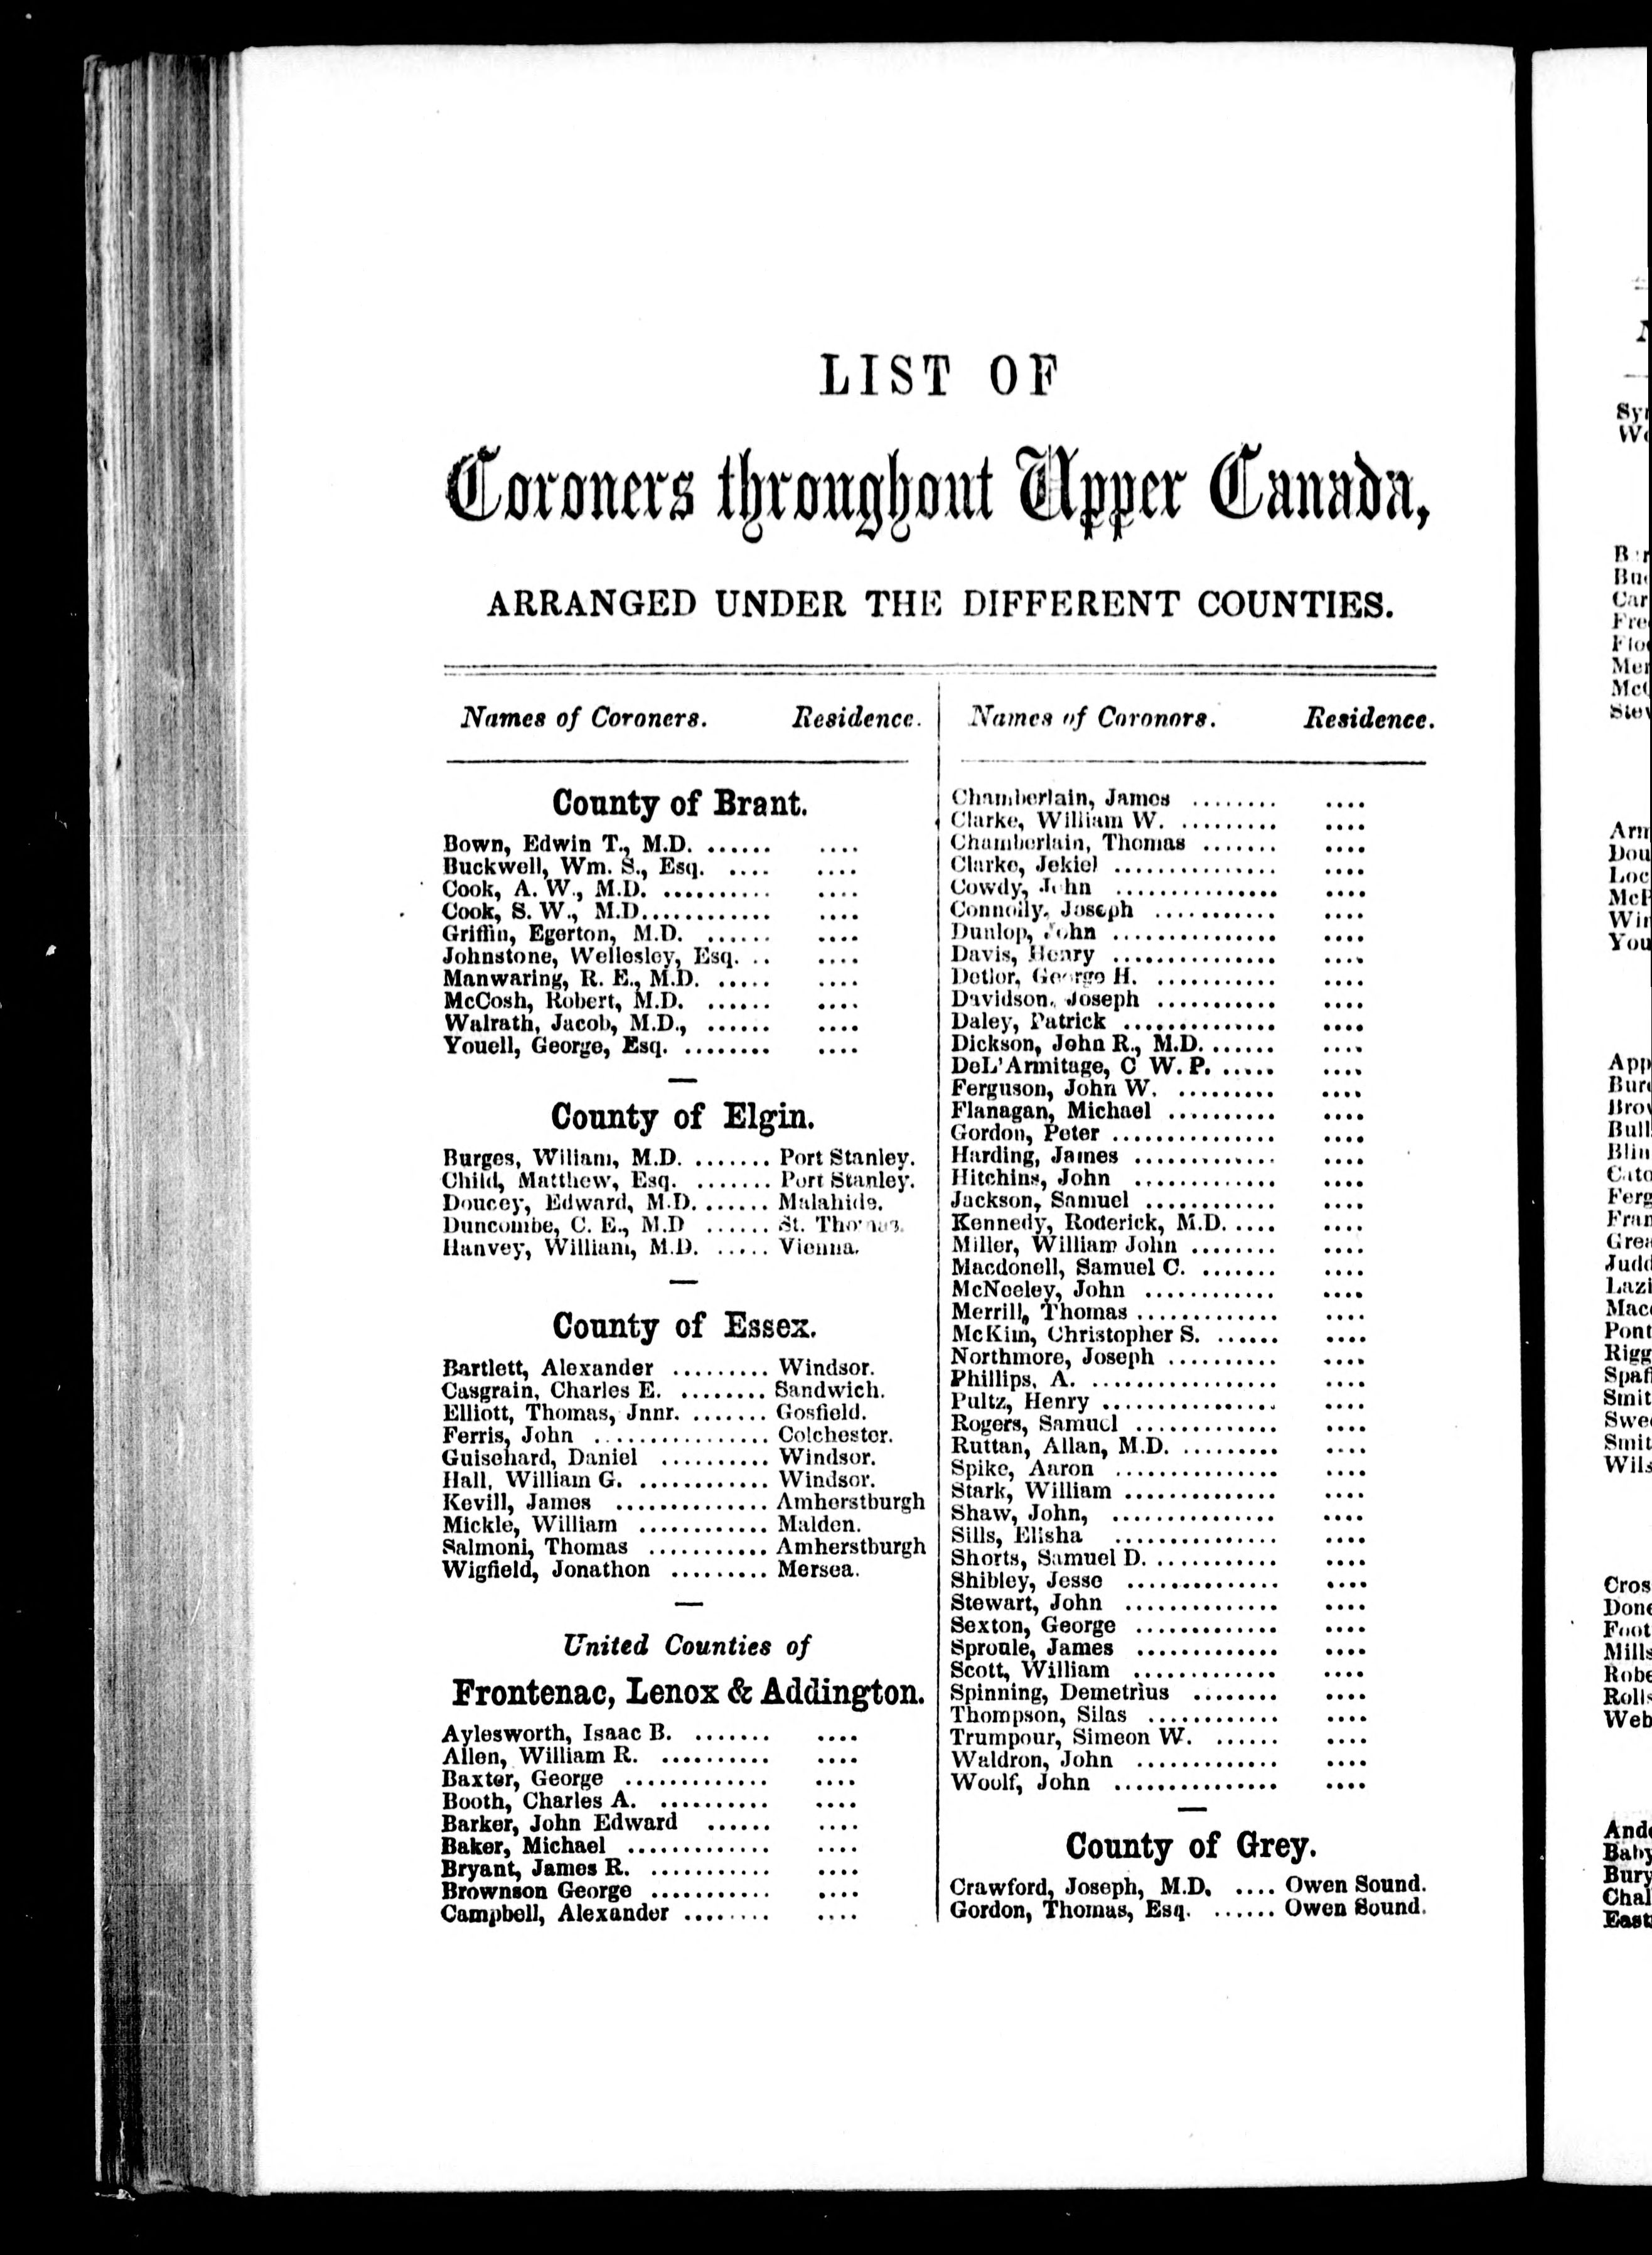 LIST OF
Coroners throughout Upper Canada,
ARRANGED UNDER THE DIFFERENT COUNTIES.
Names of Coroners. Residence.
County of Brant.
Bown, Edwin T., M.D. ...... ....
Buckwell, Wm. S., Esq. .... ....
Cook, A. W., M.D. .......... ....
Cook, S. W., M.D............ ....
Griffin, Egerton, M.D. ...... ....
Johnstone, Wellesley, Esq. .. ....
Manwaring, R. E., M.D. ..... ....
McCosh, Robert, M.D. ...... ....
Walrath, Jacob, M.D., ...... ....
Youell, George, Esq. ........ ....
County of Elgin.
Burges, William, M.D. ....... Port Stanley.
Child, Matthew, Esq. ....... Port Stanley.
Doucey, Edward, M.D. ...... Malahide.
Duncombe, C. E., M.D ...... St. Thomas.
Hanvey, William, M.D. ..... Vienna.
County of Essex.
Bartlett, Alexander ......... Windsor.
Casgrain, Charles E. ........ Sandwich.
Elliott, Thomas, Jnnr. ....... Gosfield.
Ferris, John ................ Colchester.
Guisehard, Daniel .......... Windsor.
Hall, William G. ............ Windsor.
Kevill, James .............. Amherstburgh
Mickle, William ............ Malden.
Salmoni, Thomas ........... Amherstburgh
Wigfield, Jonathon ......... Mersea.
United Counties of
Frontenac, Lenox & Addington.
Aylesworth, Isaac B. ....... ....
Allen, William R. .......... ....
Baxter, George ............. ....
Booth, Charles A. .......... ....
Barker, John Edward ...... ....
Baker, Michael ............. ....
Bryant, James R. ........... ....
Brownson George ........... ....
Campbell, Alexander ........ ....
Names of Coronors. Residence.
Chamberlain, James ........ ....
Clarke, William W. ......... ....
Chamberlain, Thomas ....... ....
Clarke, Jekiel ............... ....
Cowdy, John ............... ....
Connoily, Joseph ............ ....
Dunlop, John ............... ....
Davis, Henry ............... ....
Detlor, George H. ........... ....
Davidson, Joseph ........... ....
Daley, Patrick .............. ....
Dickson, John R., M.D. ...... ....
DeL'Armitage, C W. P. ..... ....
Ferguson, John W. ......... ....
Flanagan, Michael .......... ....
Gordon, Peter ............... ....
Harding, James ............. ....
Hitchins, John ............. ....
Jackson, Samuel ............ ....
Kennedy, Roderick, M.D. .... ....
Miller, William John ........ ....
Macdonell, Samuel C. ....... ....
McNeeley, John ............ ....
Merrill, Thomas ............. ....
McKim, Christopher S. ...... ....
Northmore, Joseph .......... ....
Phillips, A. ................. ....
Pultz, Henry ................ ....
Rogers, Samuel ............. ....
Ruttan, Allan, M.D. ......... ....
Spike, Aaron ............... ....
Stark, William .............. ....
Shaw, John, ............... ....
Sills, Elisha ............... ....
Shorts, Samuel D. ........... ....
Shibley, Jesse .............. ....
Stewart, John .............. ....
Sexton, George ............. ....
Sproule, James ............. ....
Scott, William ............. ....
Spinning, Demetrius ........ ....
Thompson, Silas ............ ....
Trumpour, Simeon W. ...... ....
Waldron, John ............. ....
Woolf, John ............... ....
County of Grey.
Crawford, Joseph, M.D. .... Owen Sound.
Gordon, Thomas, Esq. ...... Owen Sound.